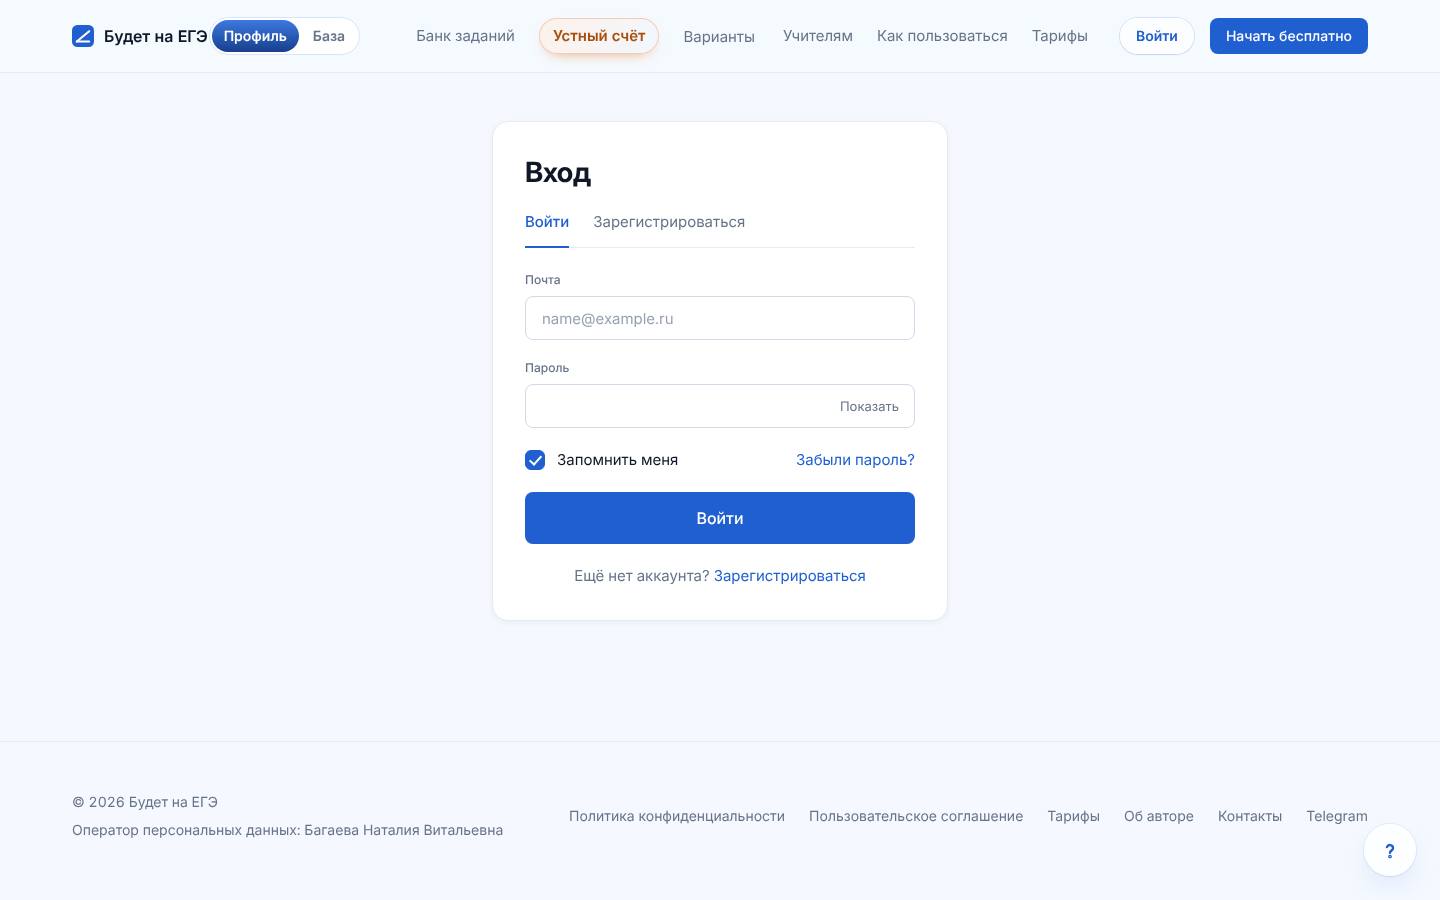 Будет на ЕГЭ Профиль База Банк заданий Устный счёт Варианты Учителям Как пользоваться Тарифы Войти Начать бесплатно
Вход
Войти Зарегистрироваться
Почта
name@example.ru
Пароль
Показать
Запомнить меня Забыли пароль?
Войти
Ещё нет аккаунта? Зарегистрироваться
© 2026 Будет на ЕГЭ
Оператор персональных данных: Багаева Наталия Витальевна
Политика конфиденциальности Пользовательское соглашение Тарифы Об авторе Контакты Telegram
?